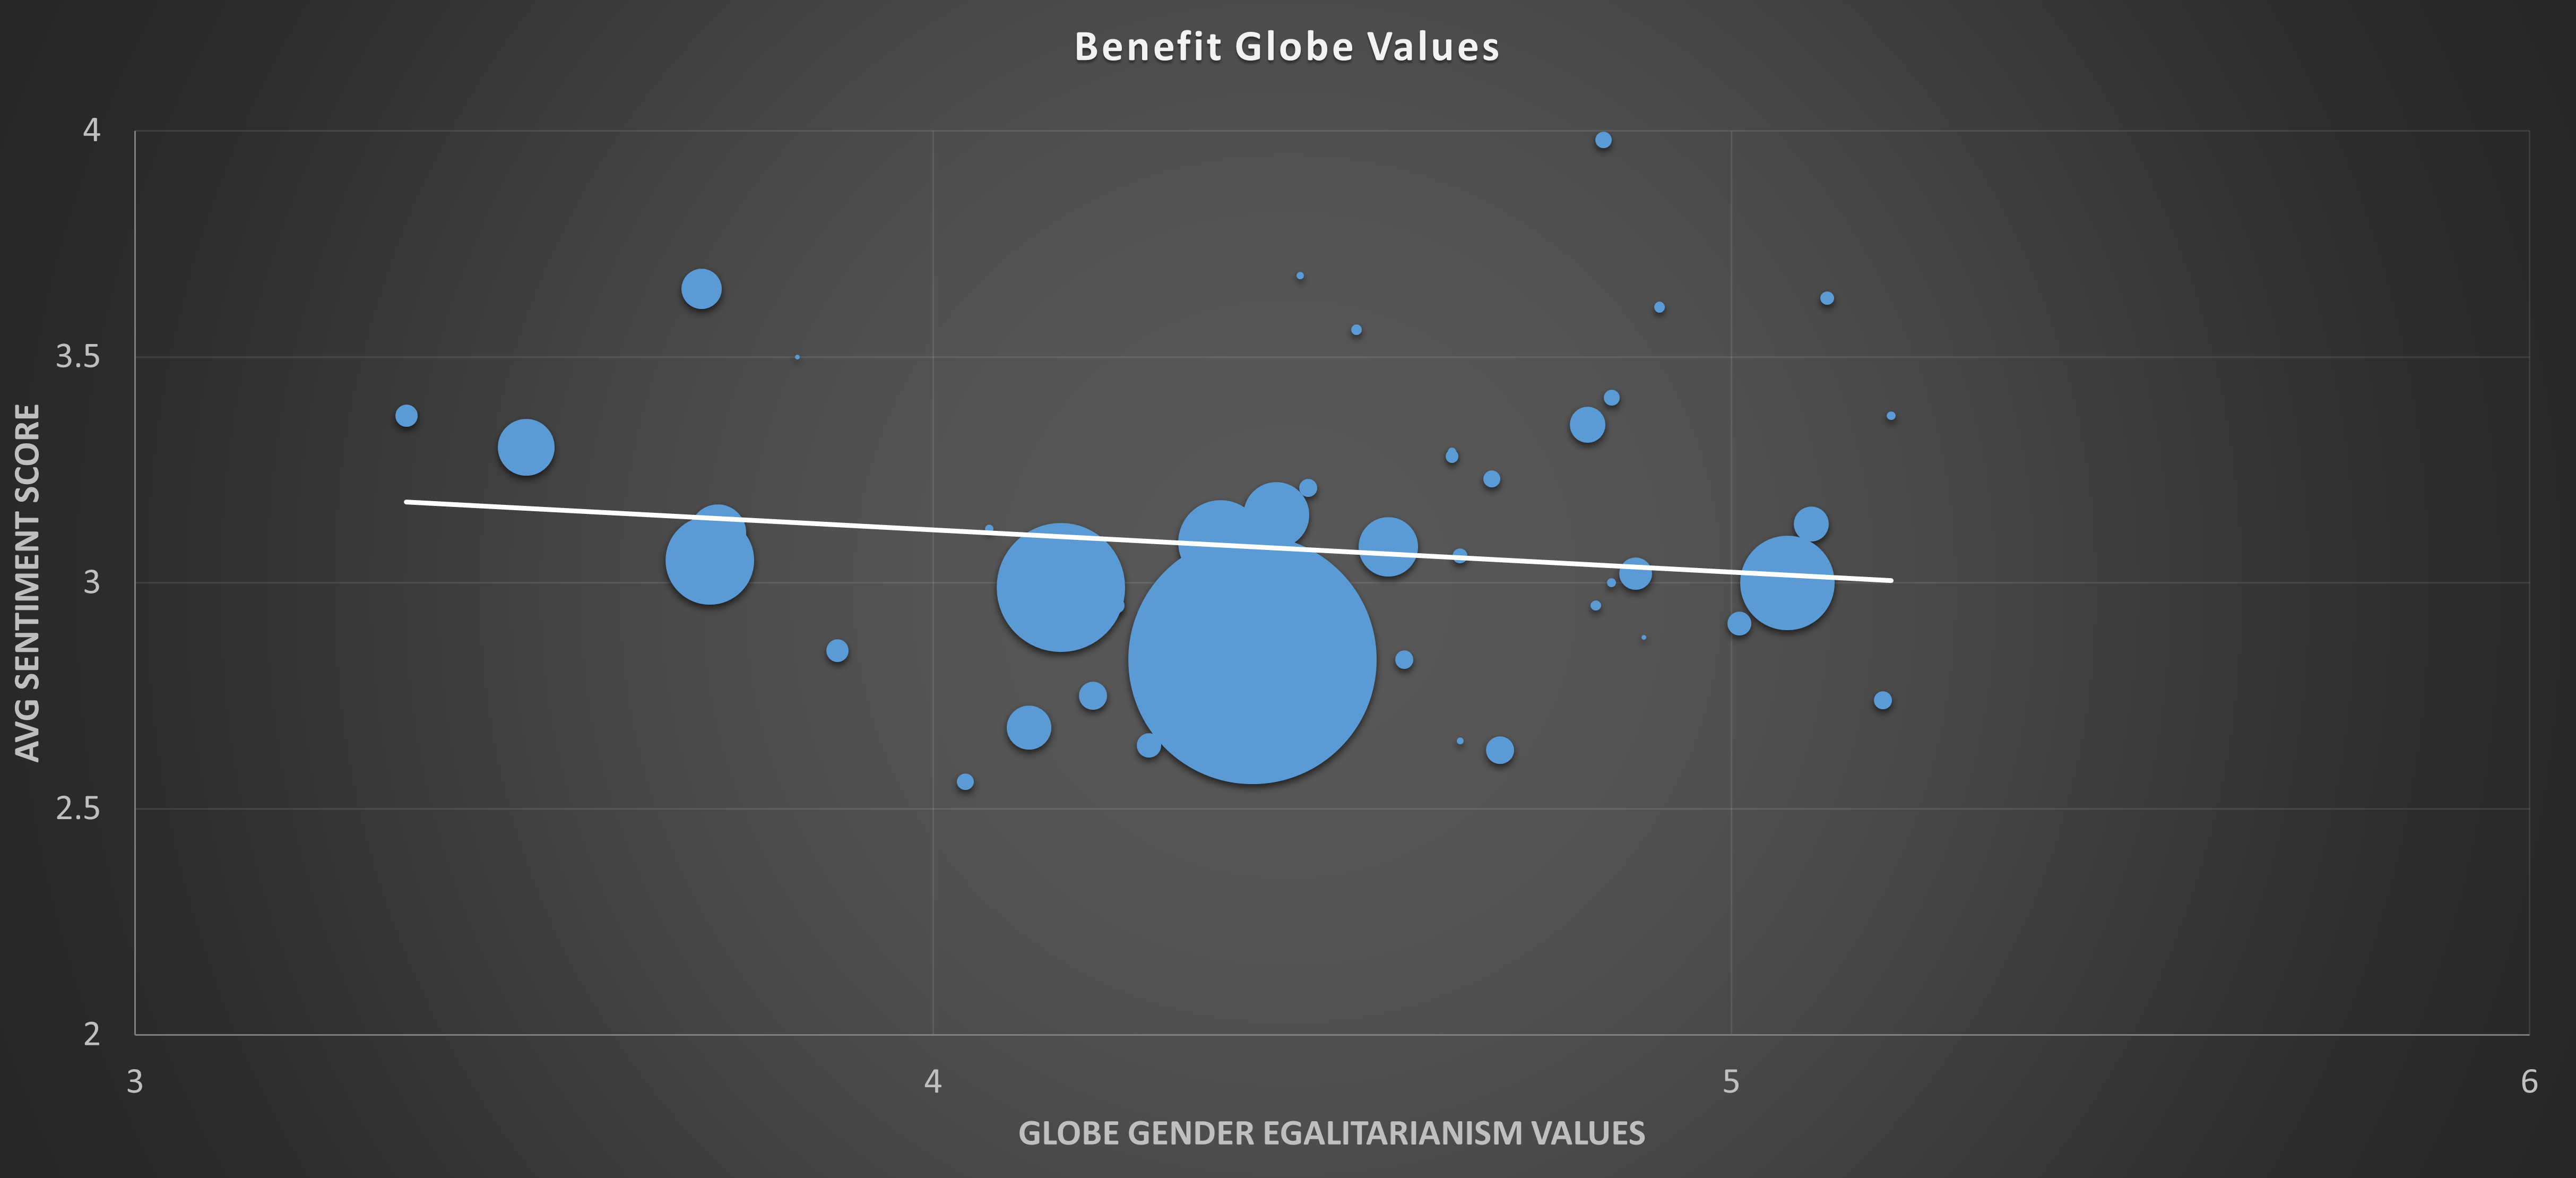 Benefit Globe Values
4
3.5
3
2.5
2
AVG SENTIMENT SCORE
3 4 5 6
GLOBE GENDER EGALITARIANISM VALUES